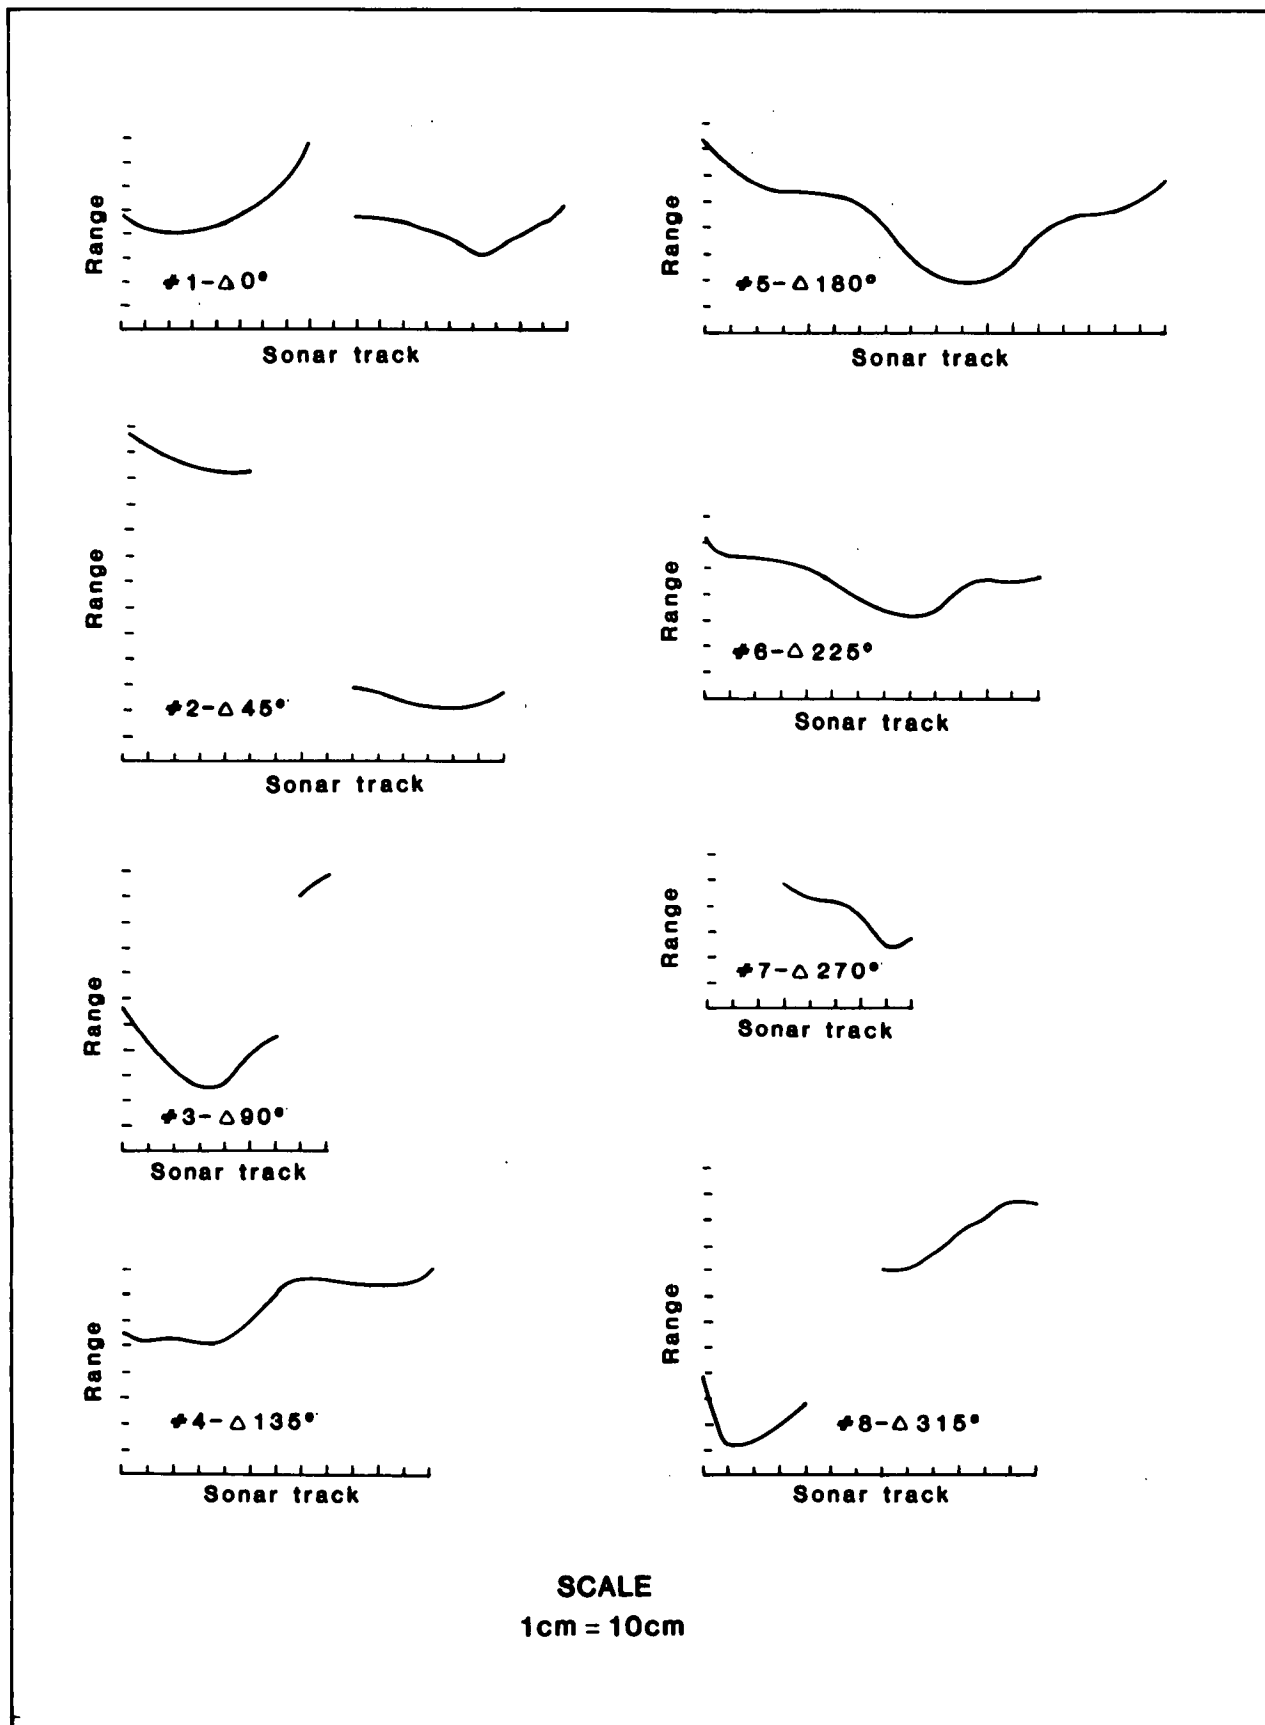 Range
#1-Δ0°
Sonar track
Range
#2-Δ45°
Sonar track
Range
#3-Δ90°
Sonar track
Range
#4-Δ135°
Sonar track
Range
#5-Δ180°
Sonar track
Range
#6-Δ225°
Sonar track
Range
#7-Δ270°
Sonar track
Range
#8-Δ315°
Sonar track
SCALE
1cm = 10cm